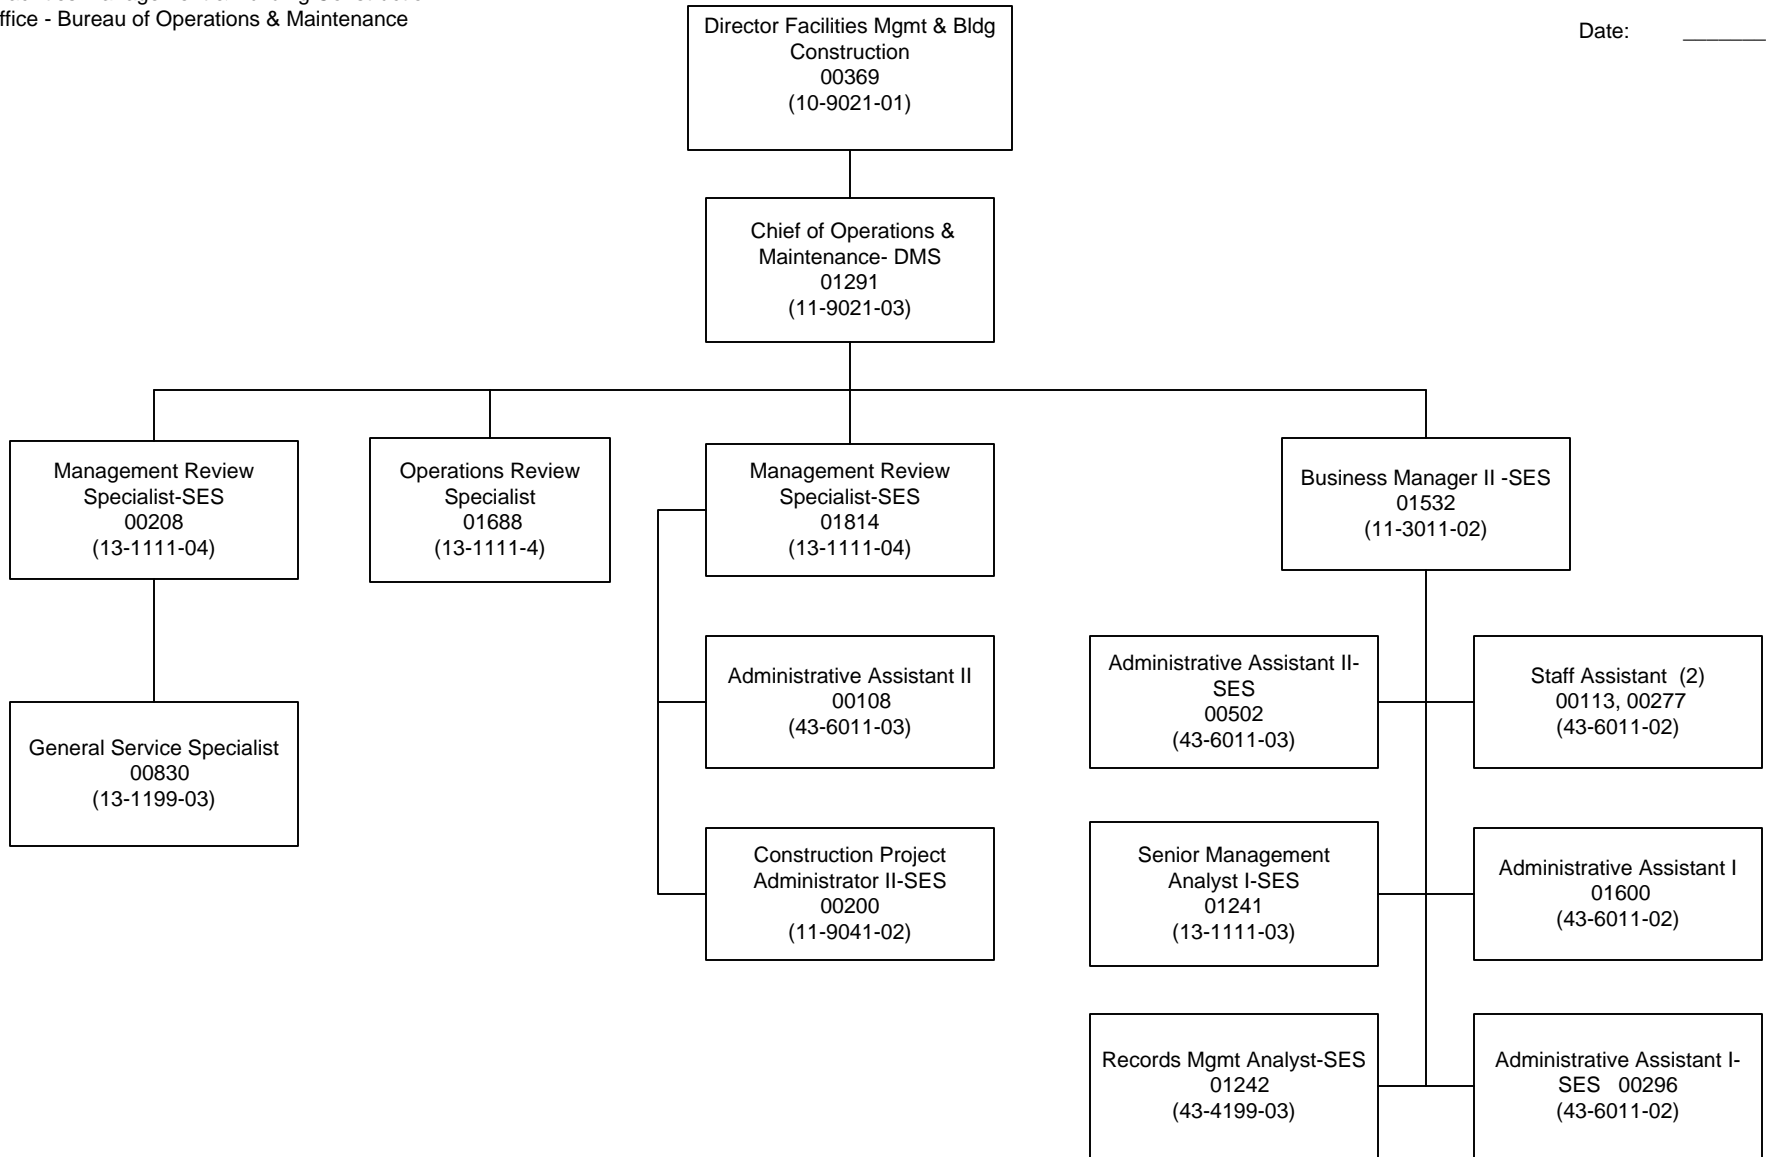 Office - Bureau of Operations & Maintenance
Date: _______
Director Facilities Mgmt & Bldg
Construction
00369
(10-9021-01)
Chief of Operations &
Maintenance- DMS
01291
(11-9021-03)
Management Review
Specialist-SES
00208
(13-1111-04)
Operations Review
Specialist
01688
(13-1111-4)
Management Review
Specialist-SES
01814
(13-1111-04)
Business Manager II -SES
01532
(11-3011-02)
General Service Specialist
00830
(13-1199-03)
Administrative Assistant II
00108
(43-6011-03)
Construction Project
Administrator II-SES
00200
(11-9041-02)
Administrative Assistant II-
SES
00502
(43-6011-03)
Staff Assistant (2)
00113, 00277
(43-6011-02)
Senior Management
Analyst I-SES
01241
(13-1111-03)
Administrative Assistant I
01600
(43-6011-02)
Records Mgmt Analyst-SES
01242
(43-4199-03)
Administrative Assistant I-
SES 00296
(43-6011-02)